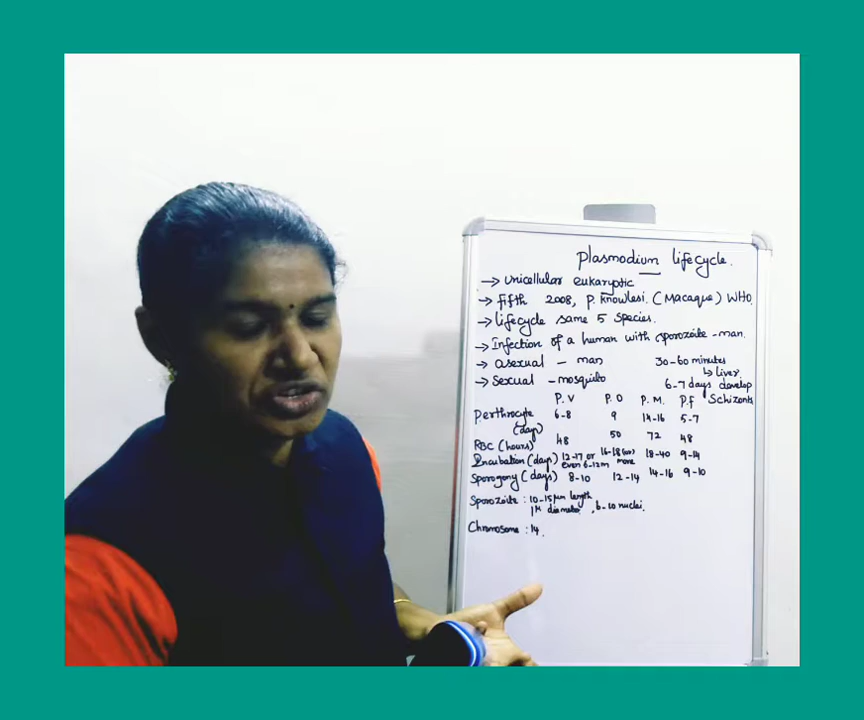 Plasmodium lifecycle.
→ Unicellular eukaryotic
→ fifth 2008, P. Knowlesi. (Macaque) WHO.
→ lifecycle same 5 species.
→ Infection of a human with sporozoite - man.
→ asexual - man 30-60 minutes
↳ liver.
→ Sexual - mosquito 6-7 days develop
P.V P.O P.M. P.f Schizonts
Perthrocyte 6-8 9 14-16 5-7
(days)
RBC (hours) 48 50 72 48
Incubation (days) 12-17 or 16-18 (or) 18-40 9-14
even 6-12m more
Sporogony (days) 8-10 12-14 14-16 9-10
Sporozoite : 10-15 μm length
1μ diameter , 6-10 nuclei.
Chromosome : 14.